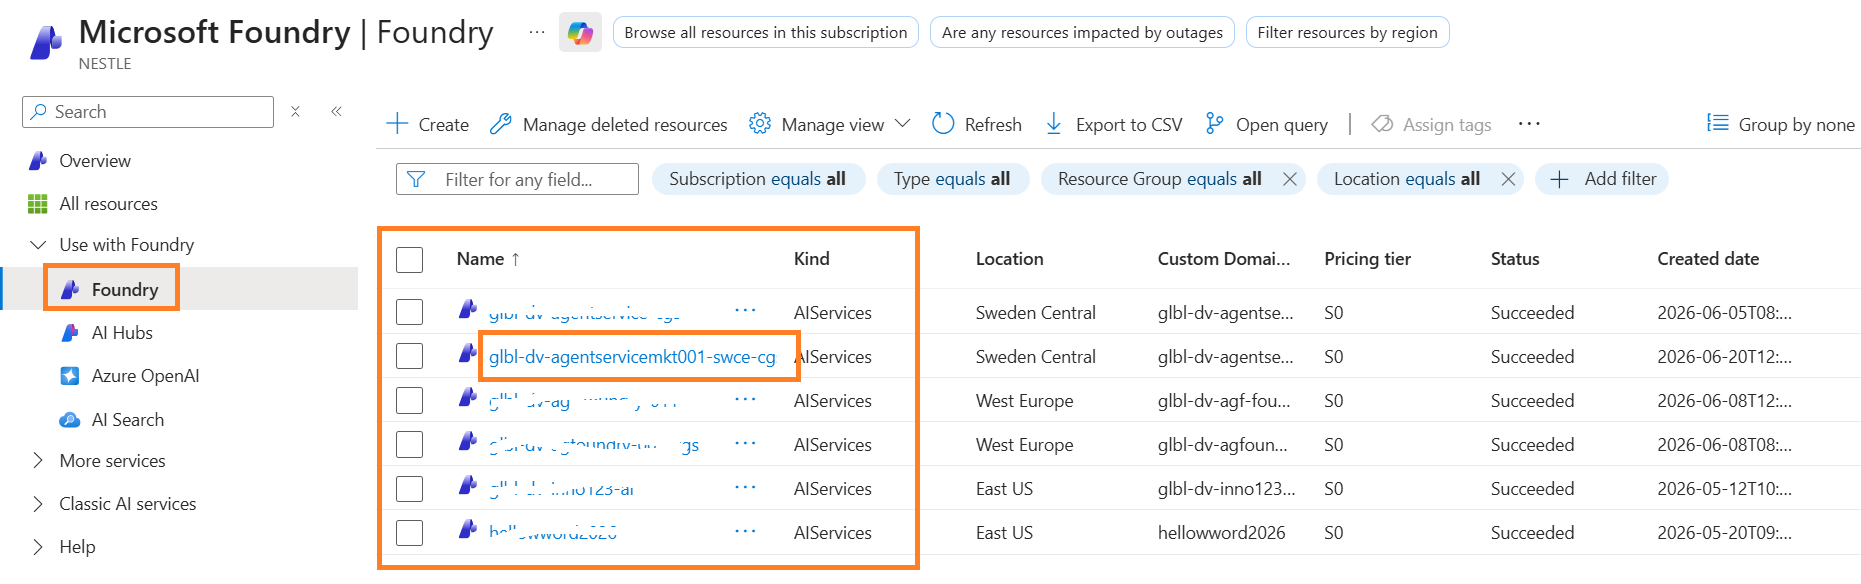 Microsoft Foundry | Foundry ...
NESTLE
Browse all resources in this subscription
Are any resources impacted by outages
Filter resources by region
Search
Overview
All resources
Use with Foundry
Foundry
AI Hubs
Azure OpenAI
AI Search
More services
Classic AI services
Help
Create Manage deleted resources Manage view Refresh Export to CSV Open query | Assign tags ... Group by none
Filter for any field... Subscription equals all Type equals all Resource Group equals all Location equals all Add filter
Name ↑ Kind Location Custom Domai... Pricing tier Status Created date
... AIServices Sweden Central glbl-dv-agentse... S0 Succeeded 2026-06-05T08:...
glbl-dv-agentservicemkt001-swce-cg AIServices Sweden Central glbl-dv-agentse... S0 Succeeded 2026-06-20T12:...
... AIServices West Europe glbl-dv-agf-fou... S0 Succeeded 2026-06-08T12:...
... AIServices West Europe glbl-dv-agfoun... S0 Succeeded 2026-06-08T08:...
... AIServices East US glbl-dv-inno123... S0 Succeeded 2026-05-12T10:...
... AIServices East US hellowword2026 S0 Succeeded 2026-05-20T09:...